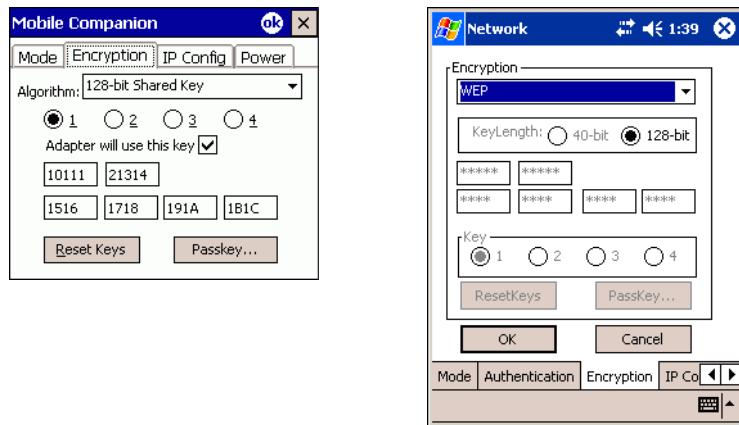 Mobile Companion ok
Mode Encryption IP Config Power
Algorithm: 128-bit Shared Key
1 2 3 4
Adapter will use this key
10111 21314
1516 1718 191A 1B1C
Reset Keys Passkey...
Network 1:39
Encryption
WEP
KeyLength: 40-bit 128-bit
***** *****
**** **** **** ****
Key
1 2 3 4
ResetKeys PassKey...
OK Cancel
Mode Authentication Encryption IP Co